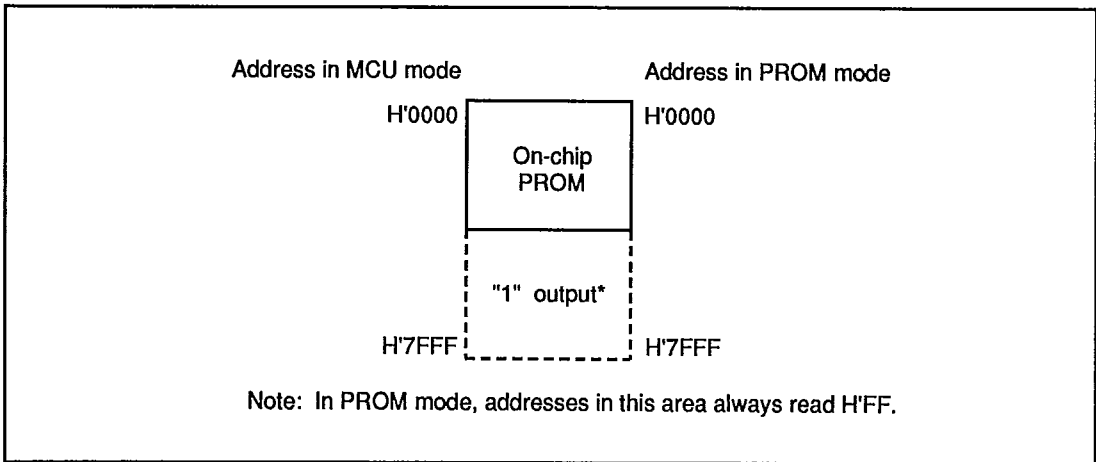 Address in MCU mode Address in PROM mode
H'0000 H'0000
On-chip
PROM
"1" output*
H'7FFF H'7FFF
Note: In PROM mode, addresses in this area always read H'FF.